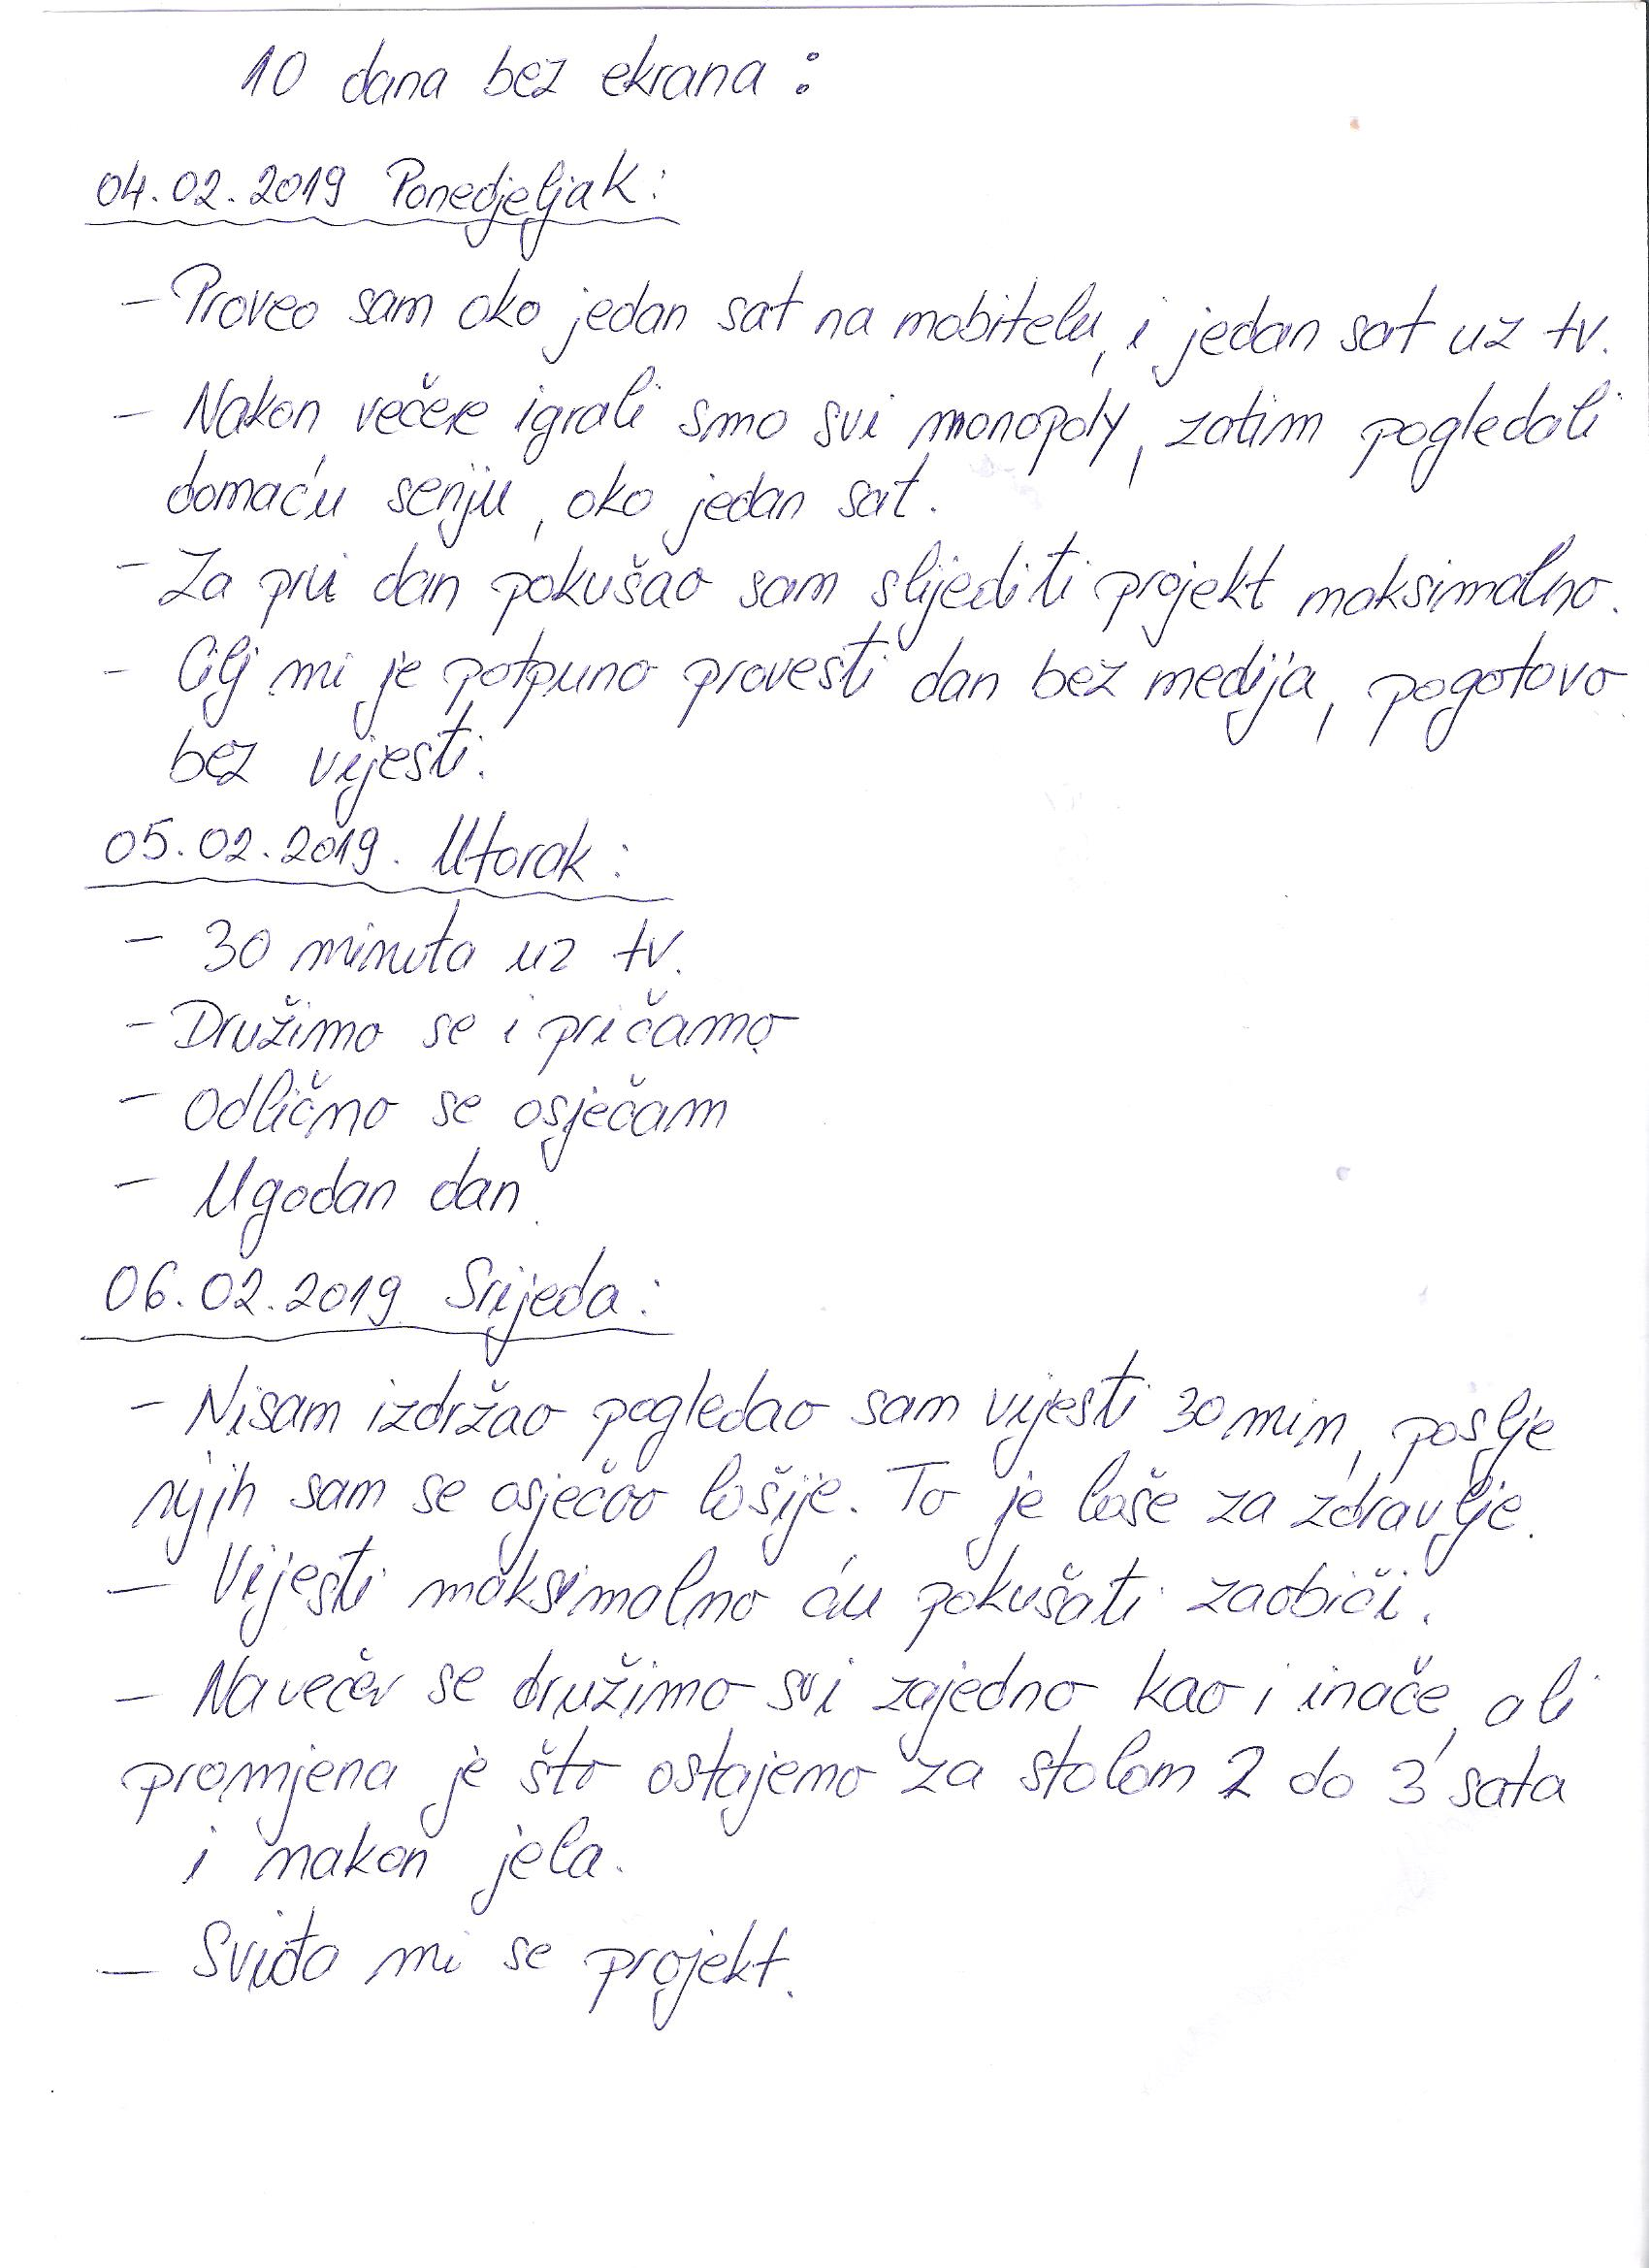 10 dana bez ekrana:
04.02.2019 Ponedjeljak:
- Proveo sam oko jedan sat na mobitelu, i jedan sat uz tv.
- Nakon večere igrali smo svi monopoly, zatim pogledali
domaću seriju, oko jedan sat.
- Za prvi dan pokušao sam slijediti projekt maksimalno.
- Cilj mi je potpuno provesti dan bez medija, pogotovo
bez vijesti.
05.02.2019. Utorak:
- 30 minuta uz tv.
- Družimo se i pričamo.
- Odlično se osječam
- Ugodan dan.
06.02.2019 Srijeda:
- Nisam izdržao pogledao sam vijesti 30 min, poslje
njih sam se osječao lošije. To je loše za zdravlje.
- Vijesti maksimalno ću pokušati zaobiči.
- Navečer se družimo svi zajedno kao i inače, ali
promjena je što ostajemo za stolom 2 do 3 sata
i nakon jela.
- Sviđa mi se projekt.